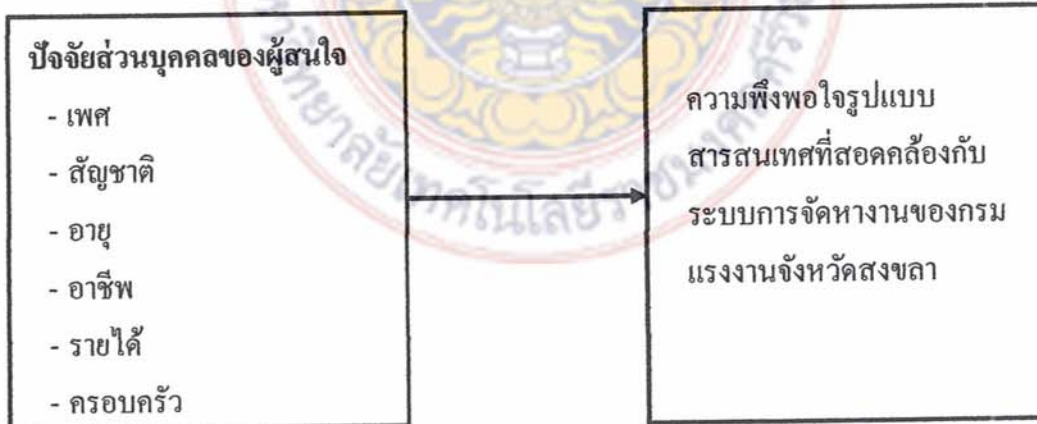 ปัจจัยส่วนบุคคลของผู้สนใจ
- เพศ
- สัญชาติ
- อายุ
- อาชีพ
- รายได้
- ครอบครัว
ความพึงพอใจรูปแบบ
สารสนเทศที่สอดคล้องกับ
ระบบการจัดหางานของกรม
แรงงานจังหวัดสงขลา